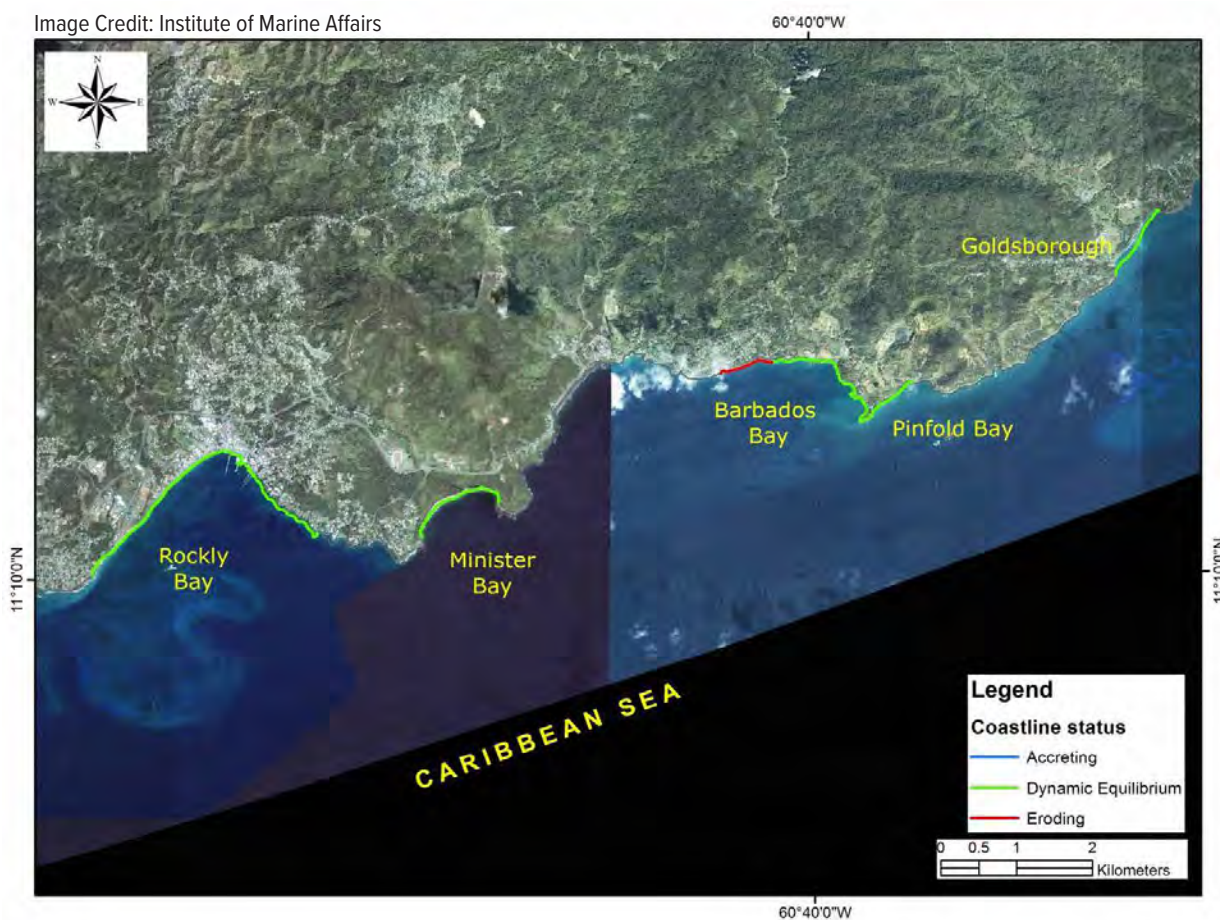 Image Credit: Institute of Marine Affairs
60°40'0"W
N
W
E
S
Goldsborough
Barbados
Bay
Pinfold Bay
Rockly
Bay
Minister
Bay
11°10'0"N
11°10'0"N
CARIBBEAN SEA
Legend
Coastline status
Accreting
Dynamic Equilibrium
Eroding
0 0.5 1 2
Kilometers
60°40'0"W